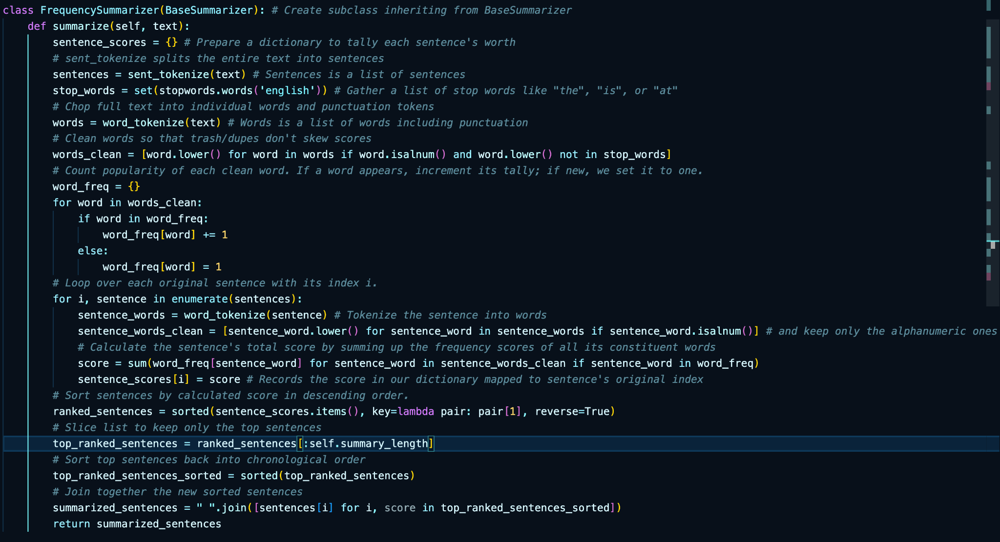 class FrequencySummarizer(BaseSummarizer): # Create subclass inheriting from BaseSummarizer
    def summarize(self, text):
        sentence_scores = {} # Prepare a dictionary to tally each sentence's worth
        # sent_tokenize splits the entire text into sentences
        sentences = sent_tokenize(text) # Sentences is a list of sentences
        stop_words = set(stopwords.words('english')) # Gather a list of stop words like "the", "is", or "at"
        # Chop full text into individual words and punctuation tokens
        words = word_tokenize(text) # Words is a list of words including punctuation
        # Clean words so that trash/dupes don't skew scores
        words_clean = [word.lower() for word in words if word.isalnum() and word.lower() not in stop_words]
        # Count popularity of each clean word. If a word appears, increment its tally; if new, we set it to one.
        word_freq = {}
        for word in words_clean:
            if word in word_freq:
                word_freq[word] += 1
            else:
                word_freq[word] = 1
        # Loop over each original sentence with its index i.
        for i, sentence in enumerate(sentences):
            sentence_words = word_tokenize(sentence) # Tokenize the sentence into words
            sentence_words_clean = [sentence_word.lower() for sentence_word in sentence_words if sentence_word.isalnum()] # and keep only the alphanumeric ones
            # Calculate the sentence's total score by summing up the frequency scores of all its constituent words
            score = sum(word_freq[sentence_word] for sentence_word in sentence_words_clean if sentence_word in word_freq)
            sentence_scores[i] = score # Records the score in our dictionary mapped to sentence's original index
        # Sort sentences by calculated score in descending order.
        ranked_sentences = sorted(sentence_scores.items(), key=lambda pair: pair[1], reverse=True)
        # Slice list to keep only the top sentences
        top_ranked_sentences = ranked_sentences[:self.summary_length]
        # Sort top sentences back into chronological order
        top_ranked_sentences_sorted = sorted(top_ranked_sentences)
        # Join together the new sorted sentences
        summarized_sentences = " ".join([sentences[i] for i, score in top_ranked_sentences_sorted])
        return summarized_sentences